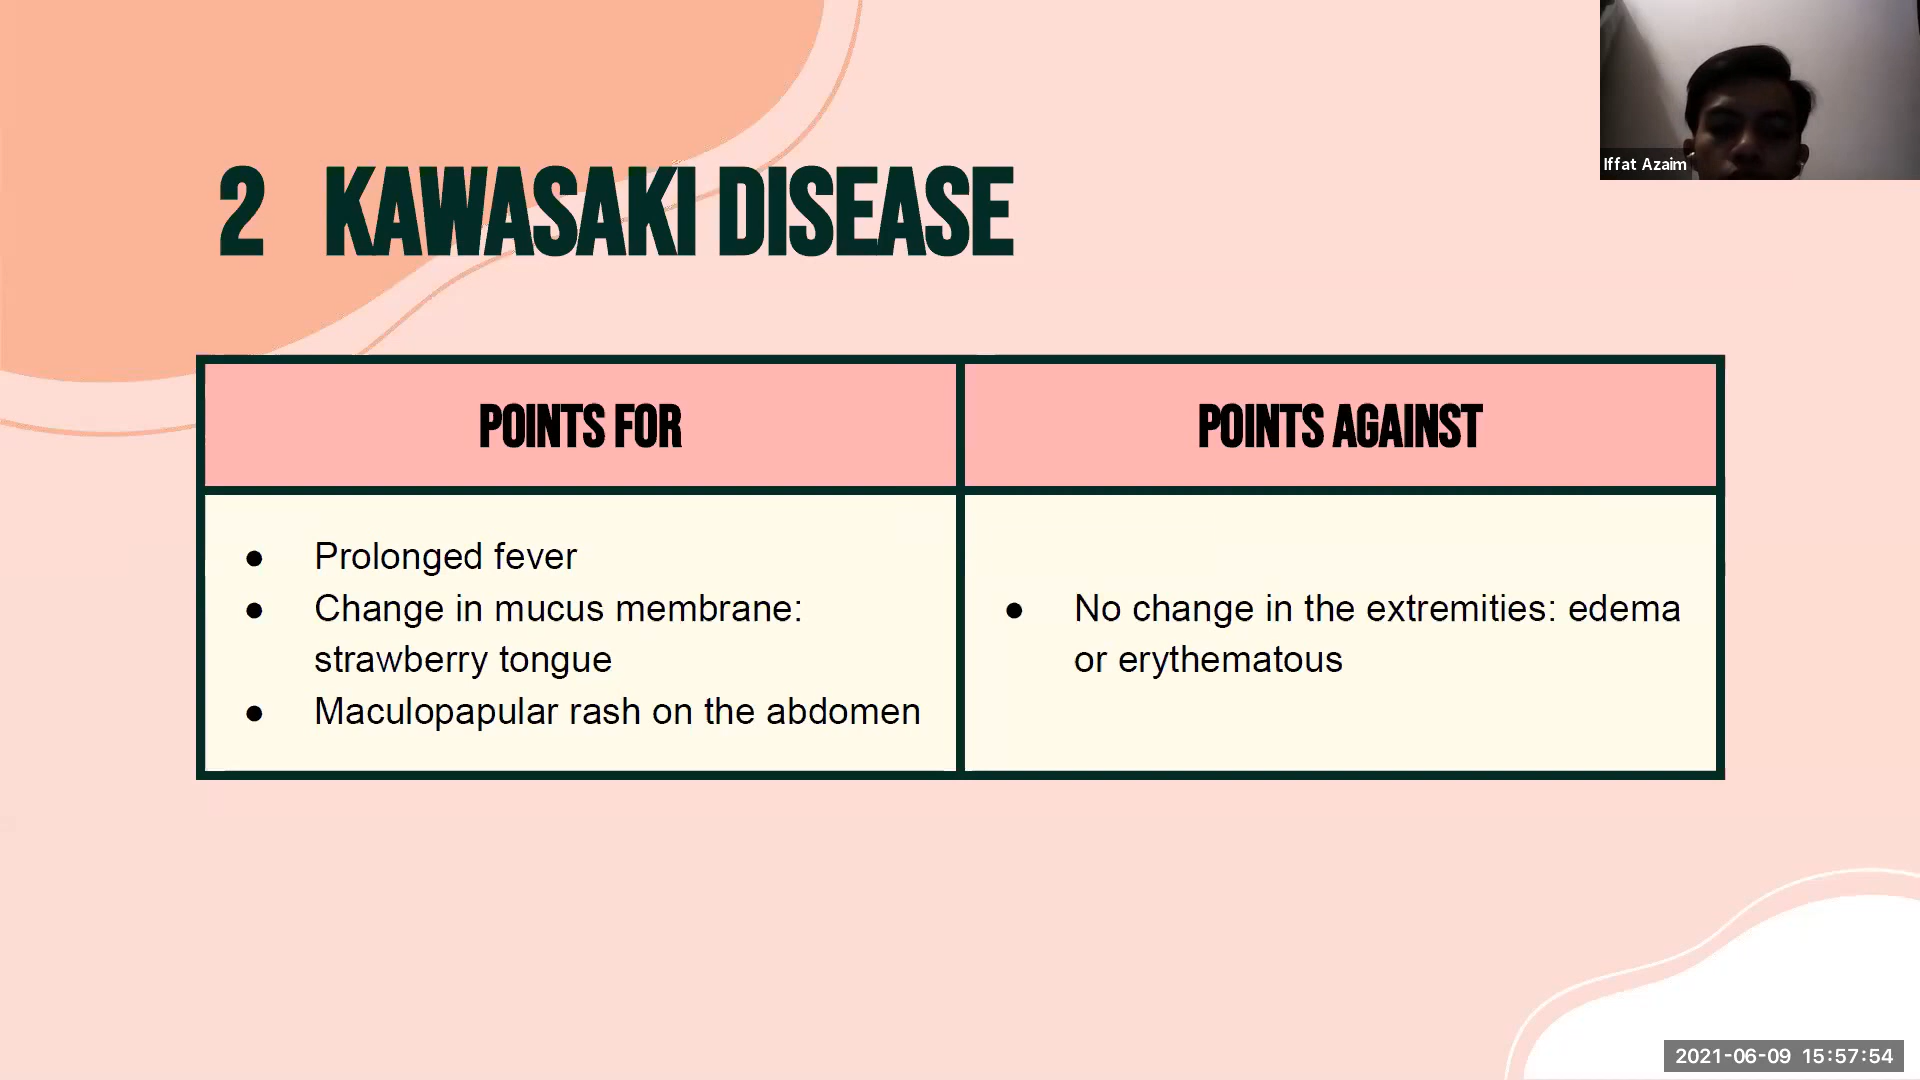 Iffat Azaim
2 KAWASAKI DISEASE
POINTS FOR
POINTS AGAINST
● Prolonged fever
● Change in mucus membrane:
strawberry tongue
● Maculopapular rash on the abdomen
● No change in the extremities: edema
or erythematous
2021-06-09 15:57:54